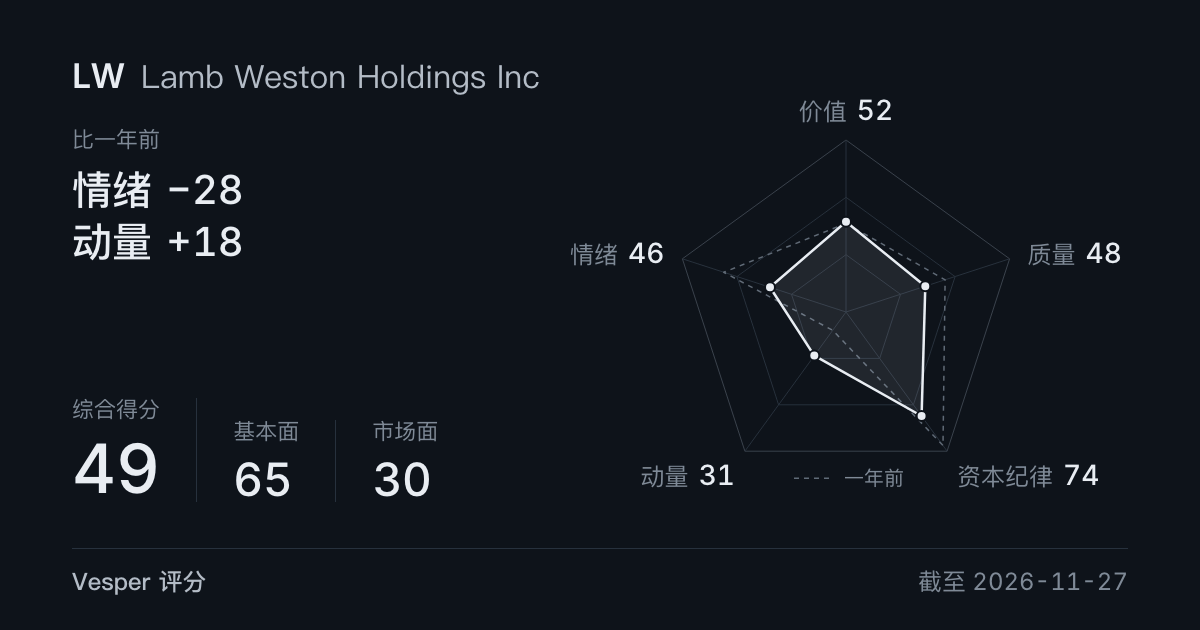 LW Lamb Weston Holdings Inc
比一年前
情绪 −28
动量 +18
价值 52
情绪 46
质量 48
动量 31
---- 一年前
资本纪律 74
综合得分
49
基本面
65
市场面
30
Vesper 评分
截至 2026-11-27